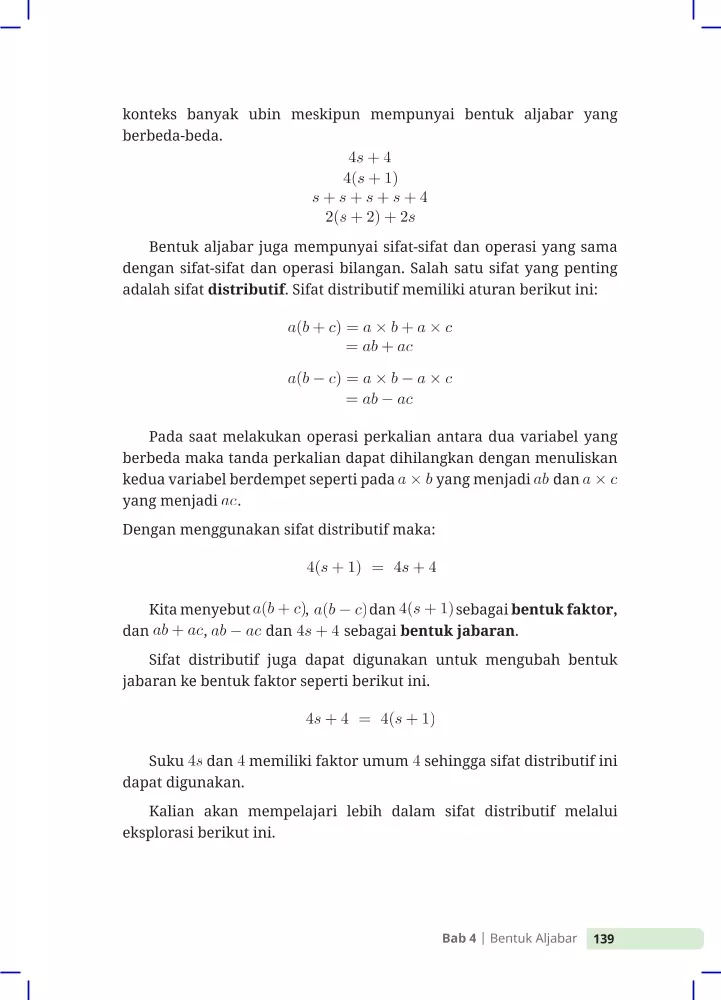 konteks banyak ubin meskipun mempunyai bentuk aljabar yang
berbeda-beda.
4s + 4
4(s + 1)
s + s + s + s + 4
2(s + 2) + 2s
Bentuk aljabar juga mempunyai sifat-sifat dan operasi yang sama
dengan sifat-sifat dan operasi bilangan. Salah satu sifat yang penting
adalah sifat distributif. Sifat distributif memiliki aturan berikut ini:
a(b + c) = a × b + a × c
= ab + ac
a(b − c) = a × b − a × c
= ab − ac
Pada saat melakukan operasi perkalian antara dua variabel yang
berbeda maka tanda perkalian dapat dihilangkan dengan menuliskan
kedua variabel berdempet seperti pada a × b yang menjadi ab dan a × c
yang menjadi ac.
Dengan menggunakan sifat distributif maka:
4(s + 1) = 4s + 4
Kita menyebut a(b + c), a(b − c) dan 4(s + 1) sebagai bentuk faktor,
dan ab + ac, ab − ac dan 4s + 4 sebagai bentuk jabaran.
Sifat distributif juga dapat digunakan untuk mengubah bentuk
jabaran ke bentuk faktor seperti berikut ini.
4s + 4 = 4(s + 1)
Suku 4s dan 4 memiliki faktor umum 4 sehingga sifat distributif ini
dapat digunakan.
Kalian akan mempelajari lebih dalam sifat distributif melalui
eksplorasi berikut ini.
Bab 4 | Bentuk Aljabar 139